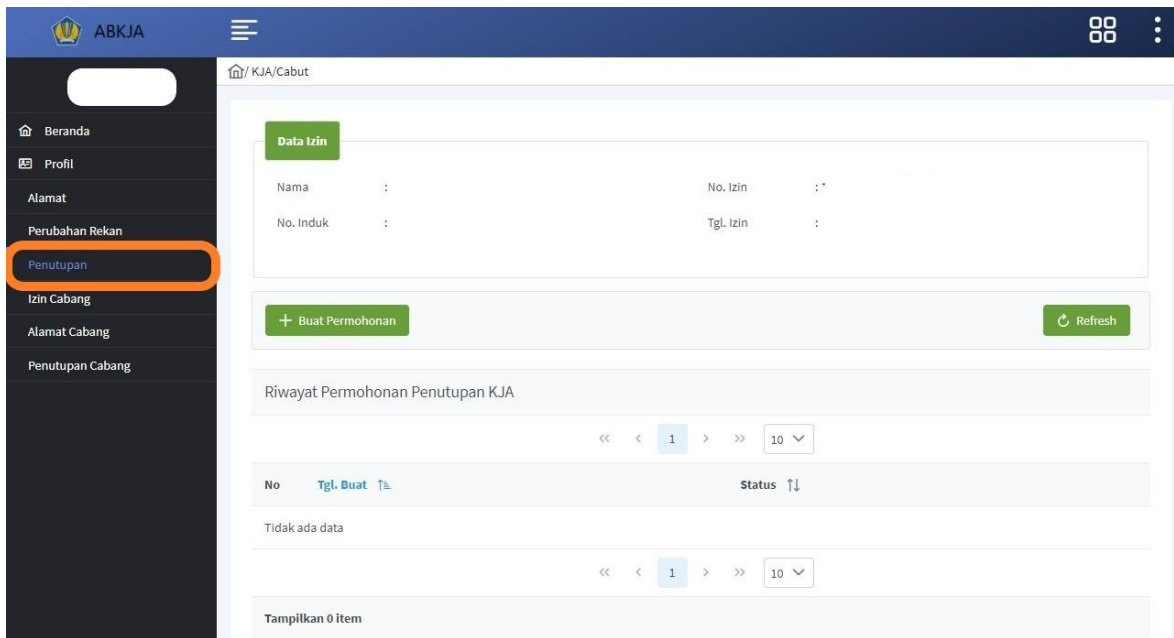 ABKJA
/ KJA/Cabut
Beranda
Profil
Alamat
Perubahan Rekan
Penutupan
Izin Cabang
Alamat Cabang
Penutupan Cabang
Data Izin
Nama : No. Izin : *
No. Induk : Tgl. Izin :
+ Buat Permohonan Refresh
Riwayat Permohonan Penutupan KJA
<< < 1 > >> 10
No Tgl. Buat Status
Tidak ada data
<< < 1 > >> 10
Tampilkan 0 item